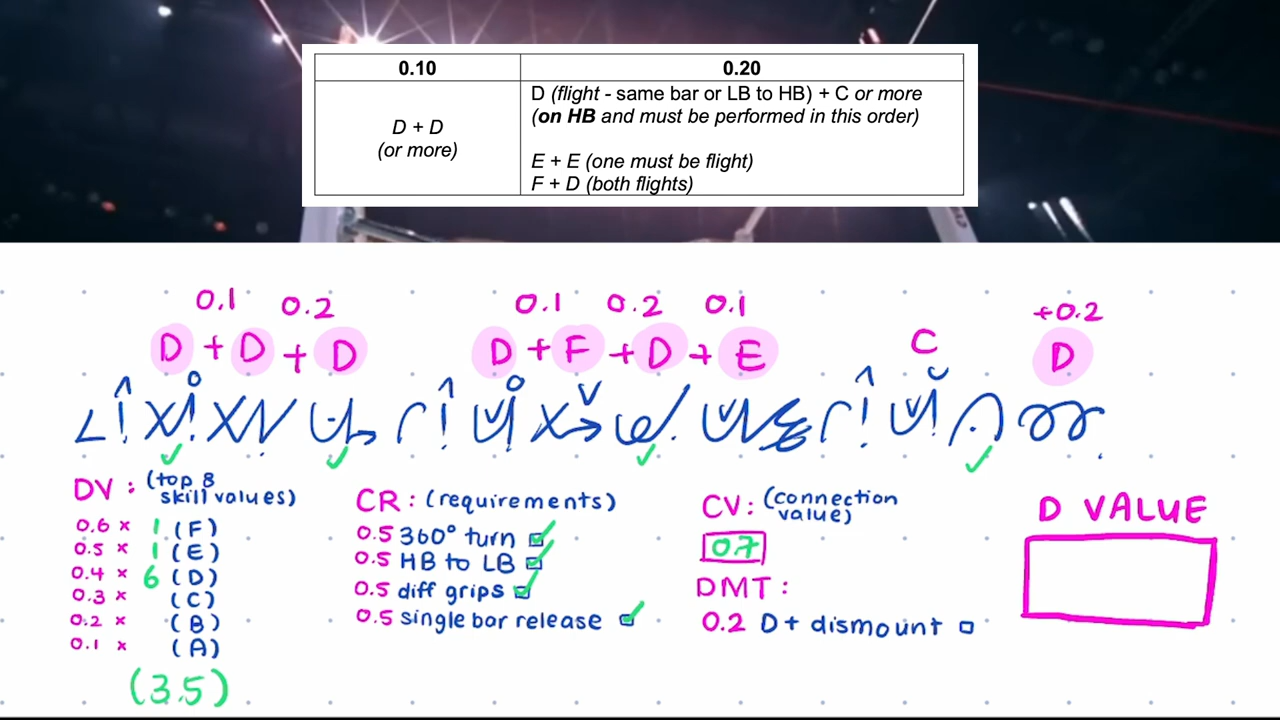 0.10 0.20
D + D
(or more)
D (flight - same bar or LB to HB) + C or more
(on HB and must be performed in this order)
E + E (one must be flight)
F + D (both flights)
0.1 0.2 0.1 0.2 0.1 +0.2
D + D + D D + F + D + E C D
DV : (top 8
skill values)
0.6 x 1 (F)
0.5 x 1 (E)
0.4 x 6 (D)
0.3 x (C)
0.2 x (B)
0.1 x (A)
(3.5)
CR : (requirements)
0.5 360° turn
0.5 HB to LB
0.5 diff grips
0.5 single bar release
CV: (connection
value)
0.7
DMT :
0.2 D+ dismount
D VALUE